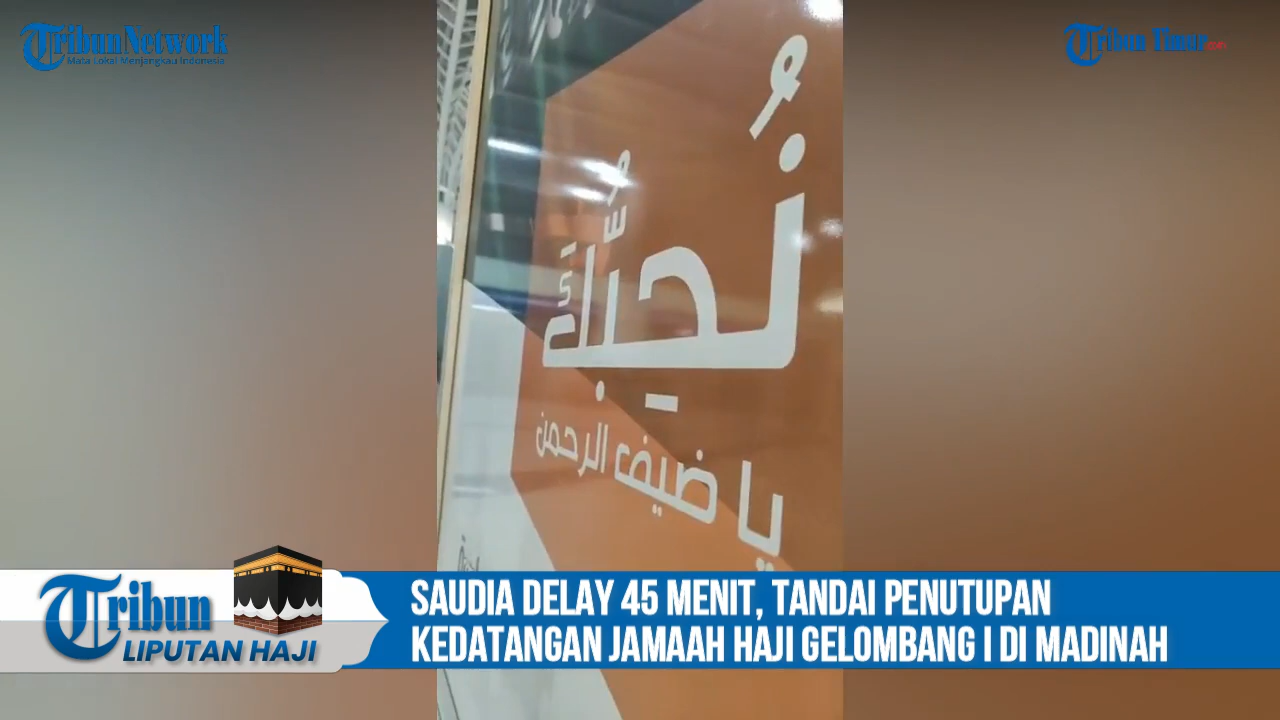 TribunNetwork
Mata Lokal Menjangkau Indonesia
Tribun Timur.com
نُحِبُّكَ
يا ضيف الرحمن
Tribun
LIPUTAN HAJI
SAUDIA DELAY 45 MENIT, TANDAI PENUTUPAN
KEDATANGAN JAMAAH HAJI GELOMBANG I DI MADINAH